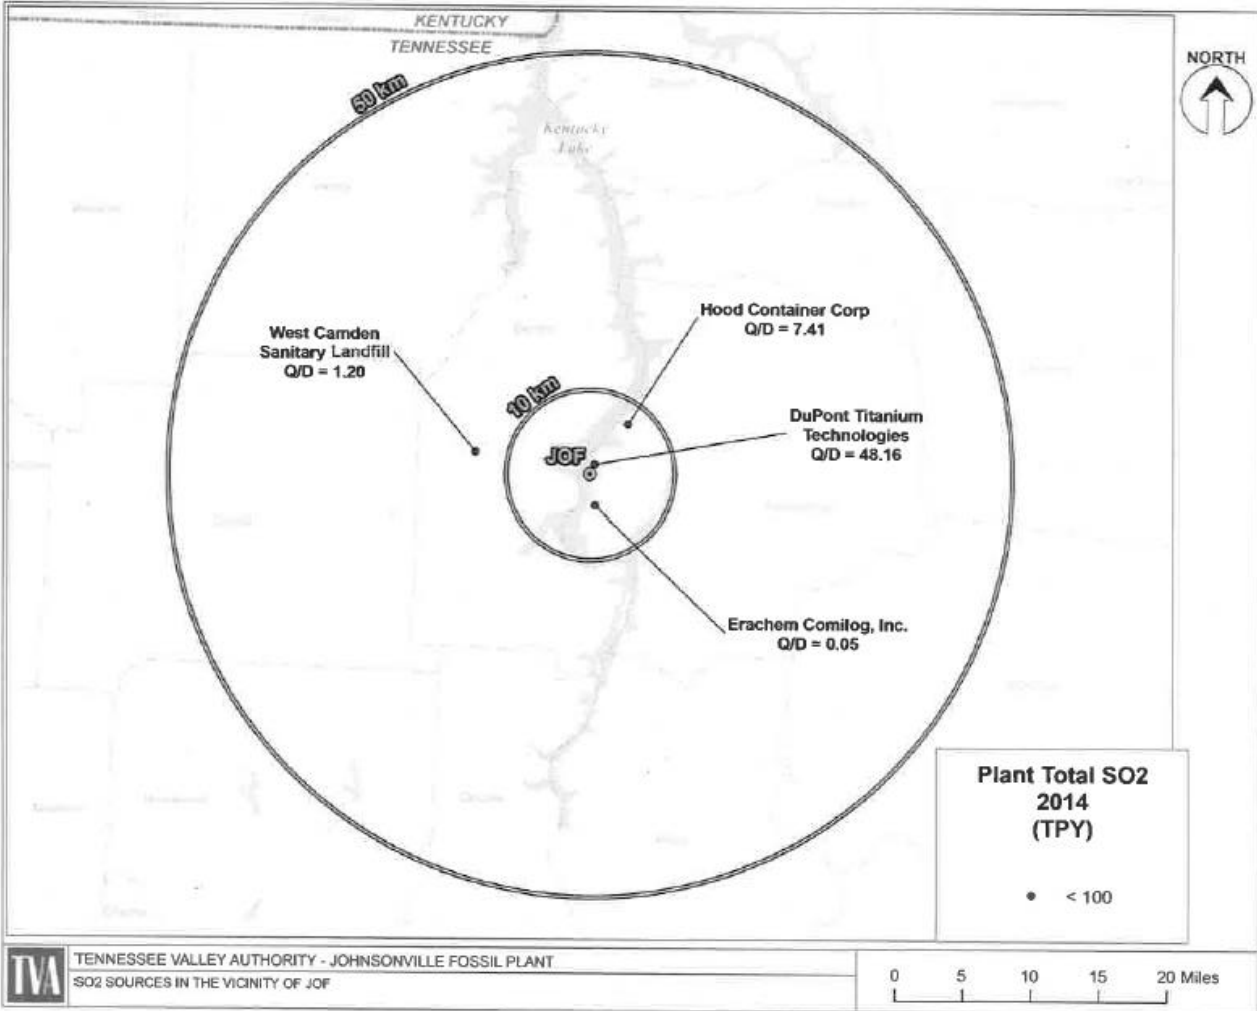 KENTUCKY
TENNESSEE
NORTH
50 km
Kentucky
Lake
Hood Container Corp
Q/D = 7.41
West Camden
Sanitary Landfill
Q/D = 1.20
10 km
DuPont Titanium
Technologies
Q/D = 48.16
JOF
Erachem Comilog, Inc.
Q/D = 0.05
Plant Total SO2
2014
(TPY)
< 100
TVA
TENNESSEE VALLEY AUTHORITY - JOHNSONVILLE FOSSIL PLANT
SO2 SOURCES IN THE VICINITY OF JOF
0 5 10 15 20 Miles